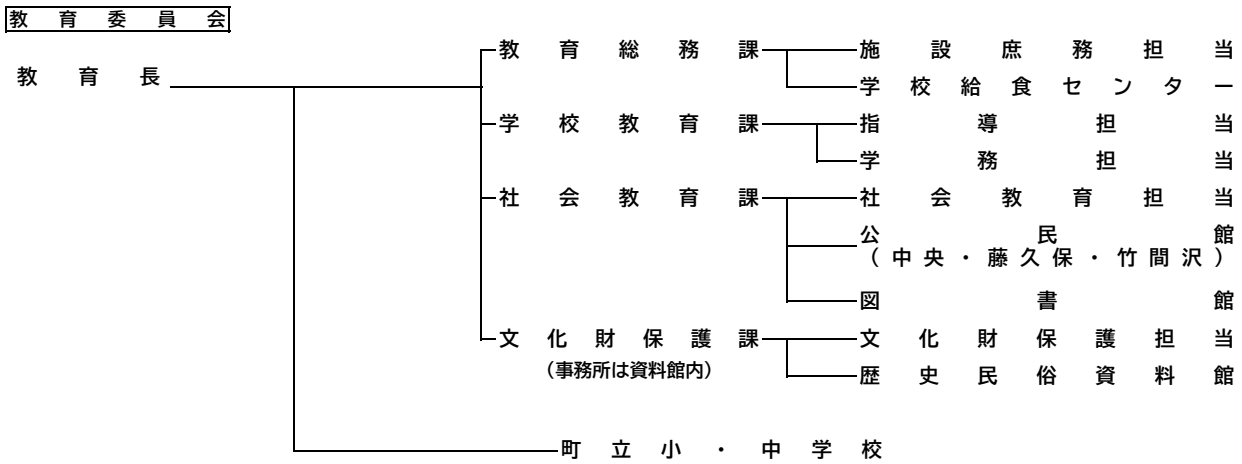 教育委員会
教育長
教育総務課
施設庶務担当
学校給食センター
学校教育課
指導担当
学務担当
社会教育課
社会教育担当
公民館
(中央・藤久保・竹間沢)
図書館
文化財保護課
(事務所は資料館内)
文化財保護担当
歴史民俗資料館
町立小・中学校